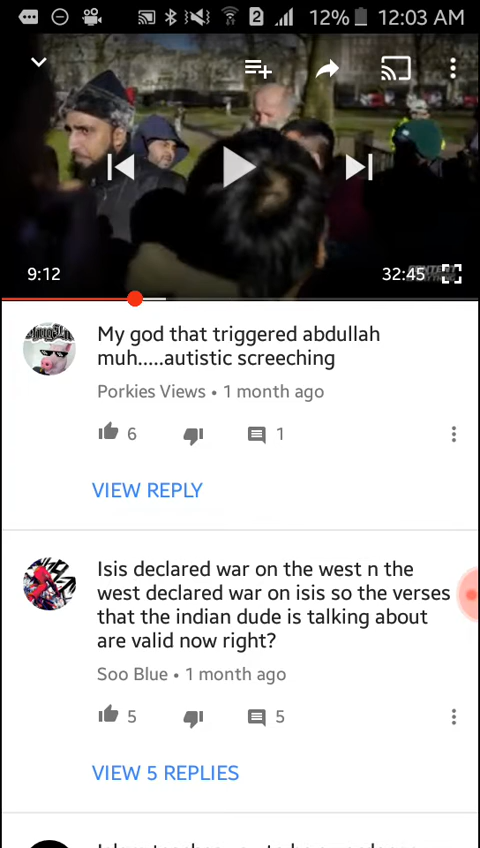 2 12% 12:03 AM
9:12 32:45
My god that triggered abdullah
muh.....autistic screeching
Porkies Views • 1 month ago
6 1
VIEW REPLY
Isis declared war on the west n the
west declared war on isis so the verses
that the indian dude is talking about
are valid now right?
Soo Blue • 1 month ago
5 5
VIEW 5 REPLIES